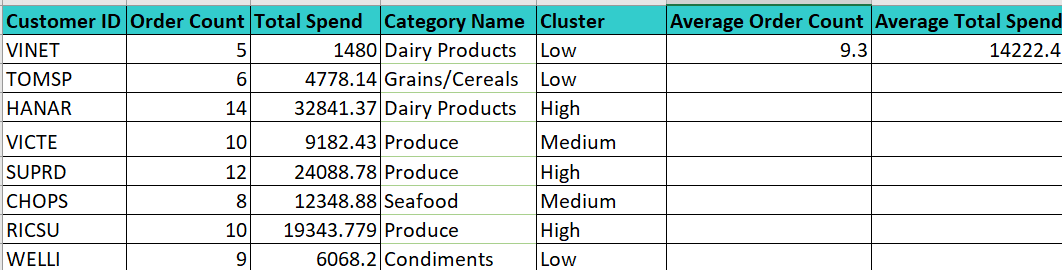 Customer ID Order Count Total Spend Category Name Cluster Average Order Count Average Total Spend
VINET 5 1480 Dairy Products Low 9.3 14222.4
TOMSP 6 4778.14 Grains/Cereals Low
HANAR 14 32841.37 Dairy Products High
VICTE 10 9182.43 Produce Medium
SUPRD 12 24088.78 Produce High
CHOPS 8 12348.88 Seafood Medium
RICSU 10 19343.779 Produce High
WELLI 9 6068.2 Condiments Low